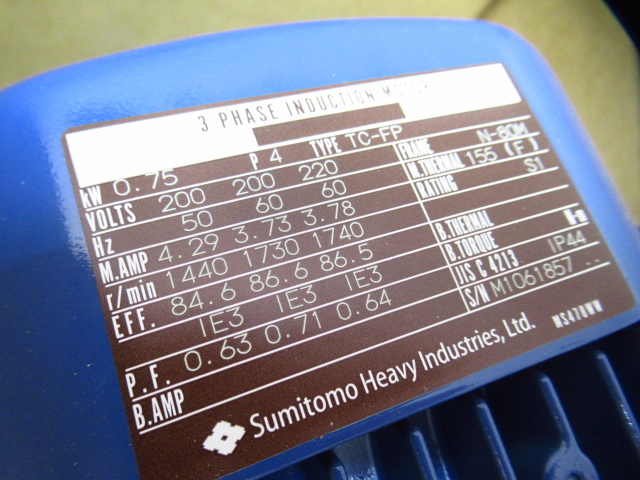 3 PHASE INDUCTION MOTOR
kW 0.75 P 4 TYPE TC-FP FRAME N-80M
VOLTS 200 200 220 W.THERMAL 155 (F)
Hz 50 60 60 RATING S1
M.AMP 4.29 3.73 3.78
r/min 1440 1730 1740 B.THERMAL
EFF. 84.6 86.6 86.5 B.TORQUE
IE3 IE3 IE3 JIS C 4213 IP44
P.F. 0.63 0.71 0.64 S/N M1061857
B.AMP
Sumitomo Heavy Industries, Ltd.